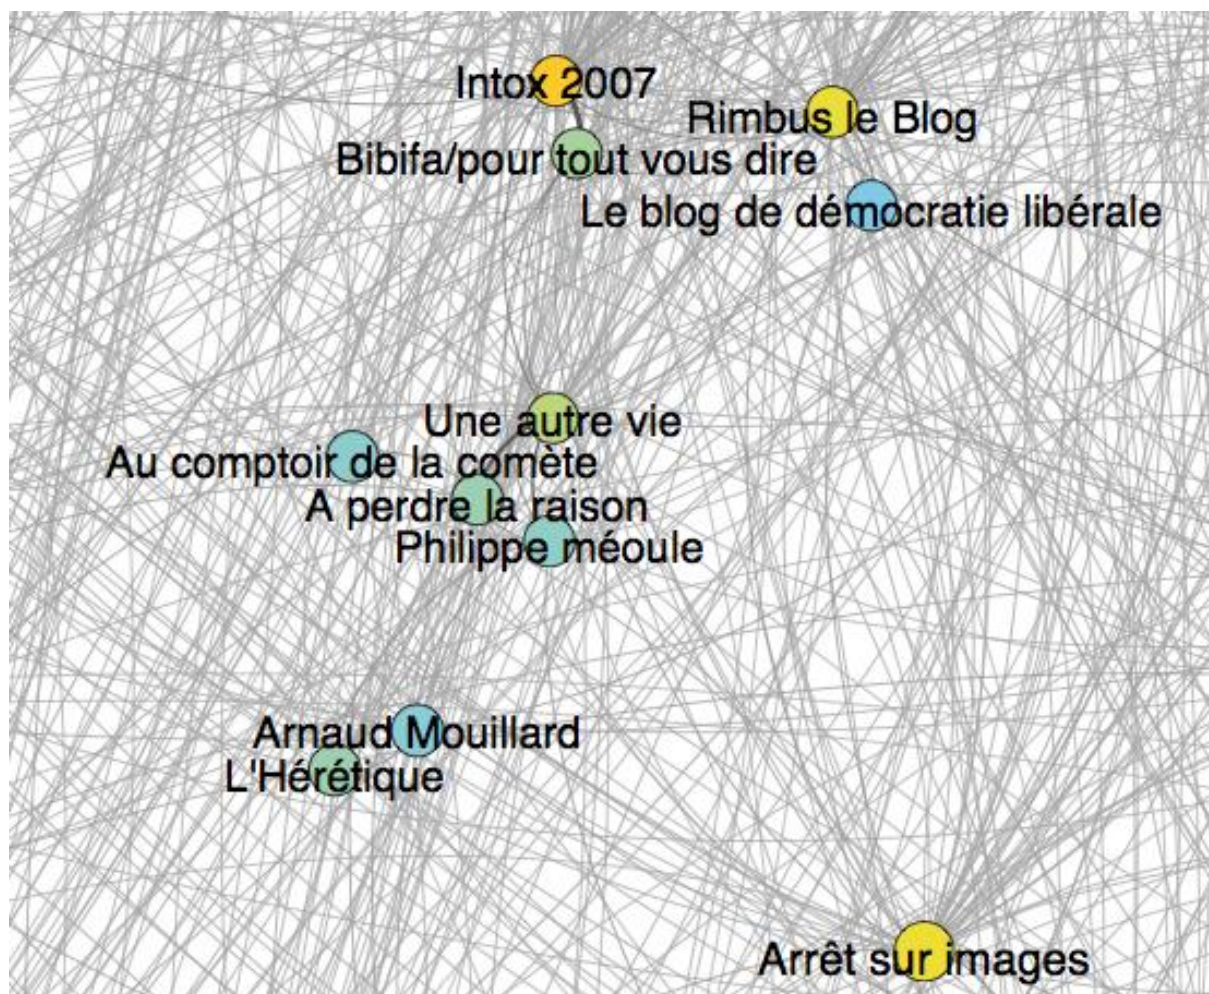 Intox 2007
Rimbus le Blog
Bibifa/pour tout vous dire
Le blog de démocratie libérale
Une autre vie
Au comptoir de la comète
A perdre la raison
Philippe méoule
Arnaud Mouillard
L'Hérétique
Arrêt sur images